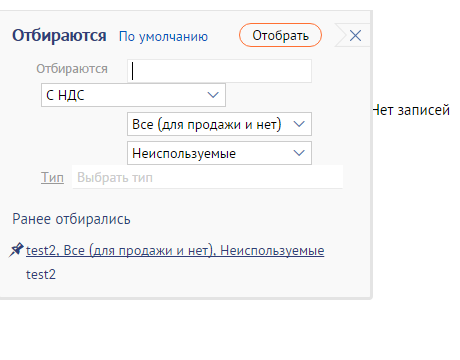 Отбираются По умолчанию Отобрать
Отбираются
С НДС
Нет записей
Все (для продажи и нет)
Неиспользуемые
Тип Выбрать тип
Ранее отбирались
test2, Все (для продажи и нет), Неиспользуемые
test2